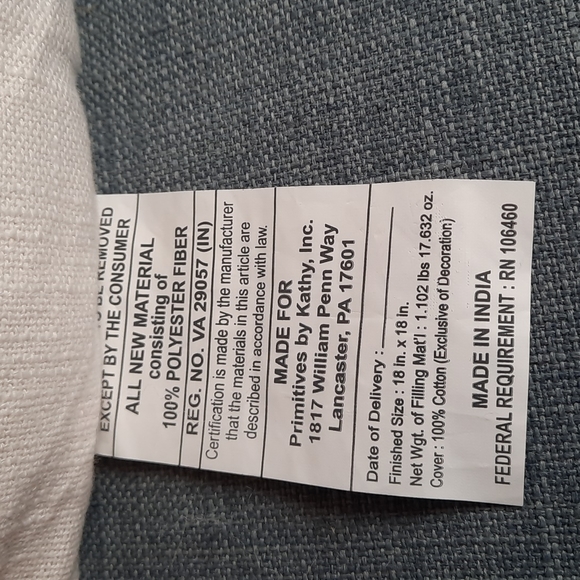 BE REMOVED
EXCEPT BY THE CONSUMER
ALL NEW MATERIAL
consisting of
100% POLYESTER FIBER
REG. NO. VA 29057 (IN)
Certification is made by the manufacturer
that the materials in this article are
described in accordance with law.
MADE FOR
Primitives by Kathy, Inc.
1817 William Penn Way
Lancaster, PA 17601
Date of Delivery :
Finished Size : 18 in. x 18 in.
Net Wgt. of Filling Mat'l : 1.102 lbs 17.632 oz.
Cover : 100% Cotton (Exclusive of Decoration)
MADE IN INDIA
FEDERAL REQUIREMENT : RN 106460